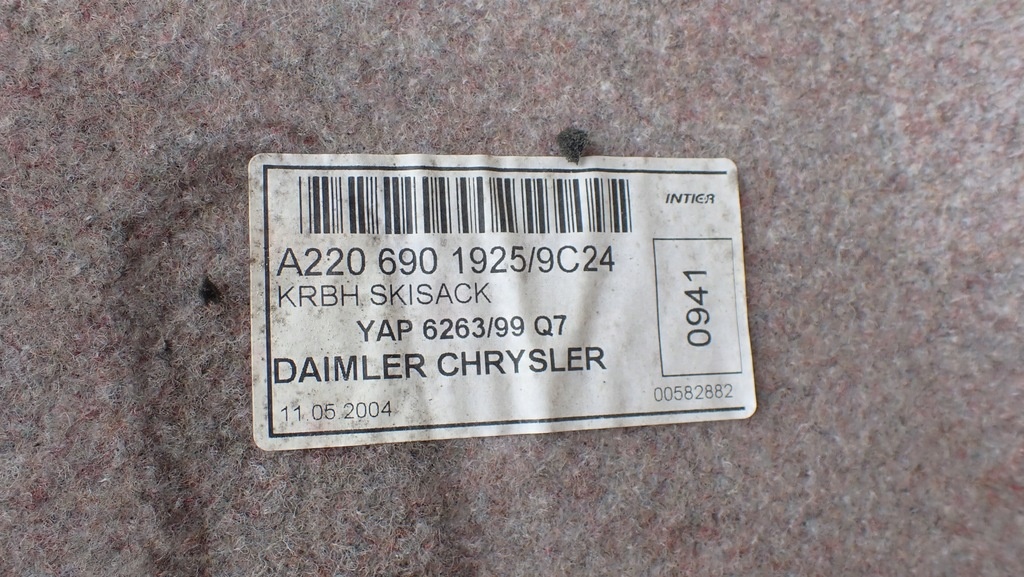 INTIER
A220 690 1925/9C24
KRBH SKISACK
YAP 6263/99 Q7
DAIMLER CHRYSLER
0941
11.05.2004
00582882